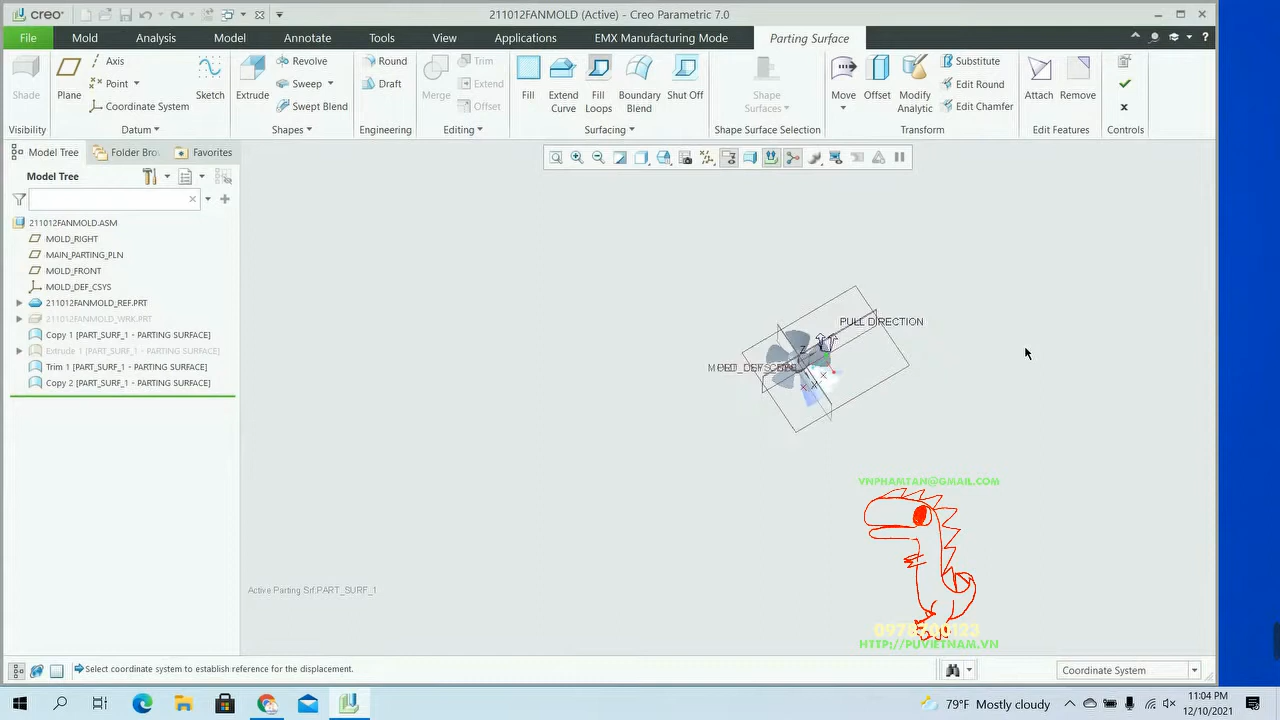 creo
211012FANMOLD (Active) - Creo Parametric 7.0
File Mold Analysis Model Annotate Tools View Applications EMX Manufacturing Mode Parting Surface
Shade
Plane
Axis
Point
Coordinate System
Sketch
Extrude
Revolve
Sweep
Swept Blend
Round
Draft
Merge
Trim
Extend
Offset
Fill
Extend Curve
Fill Loops
Boundary Blend
Shut Off
Shape Surfaces
Move
Offset
Modify Analytic
Substitute
Edit Round
Edit Chamfer
Attach
Remove
Visibility Datum Shapes Engineering Editing Surfacing Shape Surface Selection Transform Edit Features Controls
Model Tree Folder Bro Favorites
Model Tree
211012FANMOLD.ASM
MOLD_RIGHT
MAIN_PARTING_PLN
MOLD_FRONT
MOLD_DEF_CSYS
211012FANMOLD_REF.PRT
211012FANMOLD_WRK.PRT
Copy 1 [PART_SURF_1 - PARTING SURFACE]
Extrude 1 [PART_SURF_1 - PARTING SURFACE]
Trim 1 [PART_SURF_1 - PARTING SURFACE]
Copy 2 [PART_SURF_1 - PARTING SURFACE]
PULL DIRECTION
Z
X
X
X
VNPHAMTAN@GMAIL.COM
HTTP://PUVIETNAM.VN
Active Parting Srf:PART_SURF_1
Select coordinate system to establish reference for the displacement.
Coordinate System
79°F Mostly cloudy
11:04 PM
12/10/2021